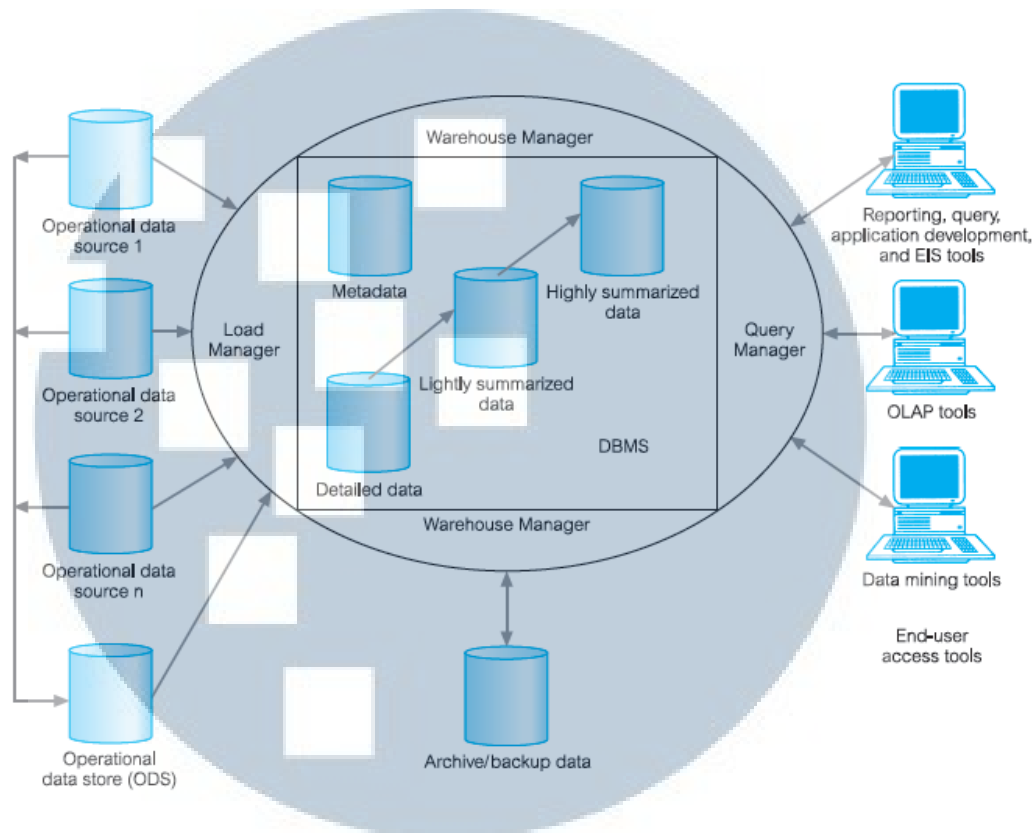 Operational data
source 1
Operational data
source 2
Operational data
source n
Operational
data store (ODS)
Load
Manager
Warehouse Manager
Metadata
Highly summarized
data
Lightly summarized
data
Detailed data
DBMS
Warehouse Manager
Query
Manager
Archive/backup data
Reporting, query,
application development,
and EIS tools
OLAP tools
Data mining tools
End-user
access tools